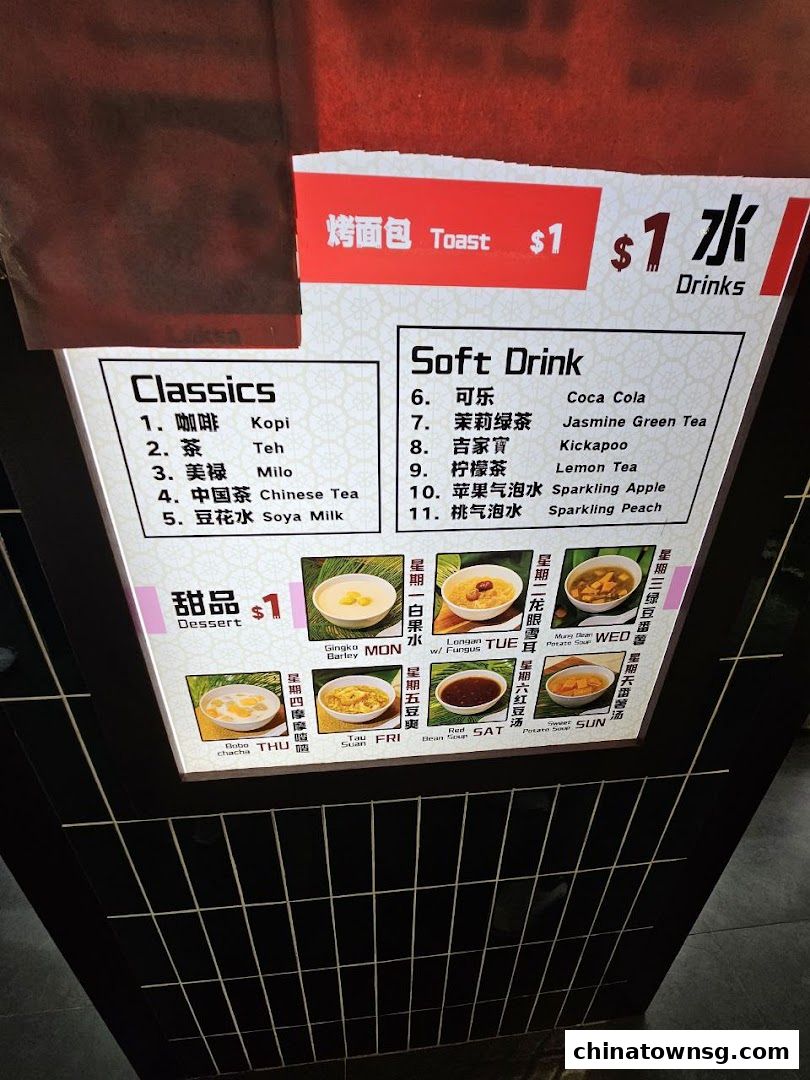 烤面包 Toast $1
$1 水
Drinks
Laksa
Classics
1. 咖啡 Kopi
2. 茶 Teh
3. 美禄 Milo
4. 中国茶 Chinese Tea
5. 豆花水 Soya Milk
Soft Drink
6. 可乐 Coca Cola
7. 茉莉绿茶 Jasmine Green Tea
8. 吉家寶 Kickapoo
9. 柠檬茶 Lemon Tea
10. 苹果气泡水 Sparkling Apple
11. 桃气泡水 Sparkling Peach
甜品 $1
Dessert
星期一白果水
Gingko
Barley MON
星期二龙眼雪耳
Longan
w/ Fungus TUE
星期三绿豆番薯
Mung Bean
Potato Soup WED
星期四摩摩喳喳
Bobo
chacha THU
星期五豆爽
Tau
Suan FRI
星期六红豆汤
Red
Bean Soup SAT
星期天番薯汤
Sweet
Potato Soup SUN
chinatownsg.com